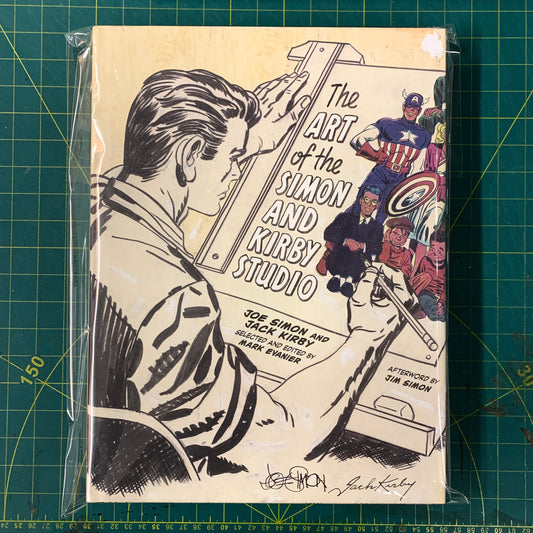 The
ART
of the
SIMON
AND
KIRBY
STUDIO
JOE SIMON AND
JACK KIRBY
SELECTED AND EDITED BY
MARK EVANIER
AFTERWORD BY
JIM SIMON
JOE SIMON
Jack Kirby
A
150
30